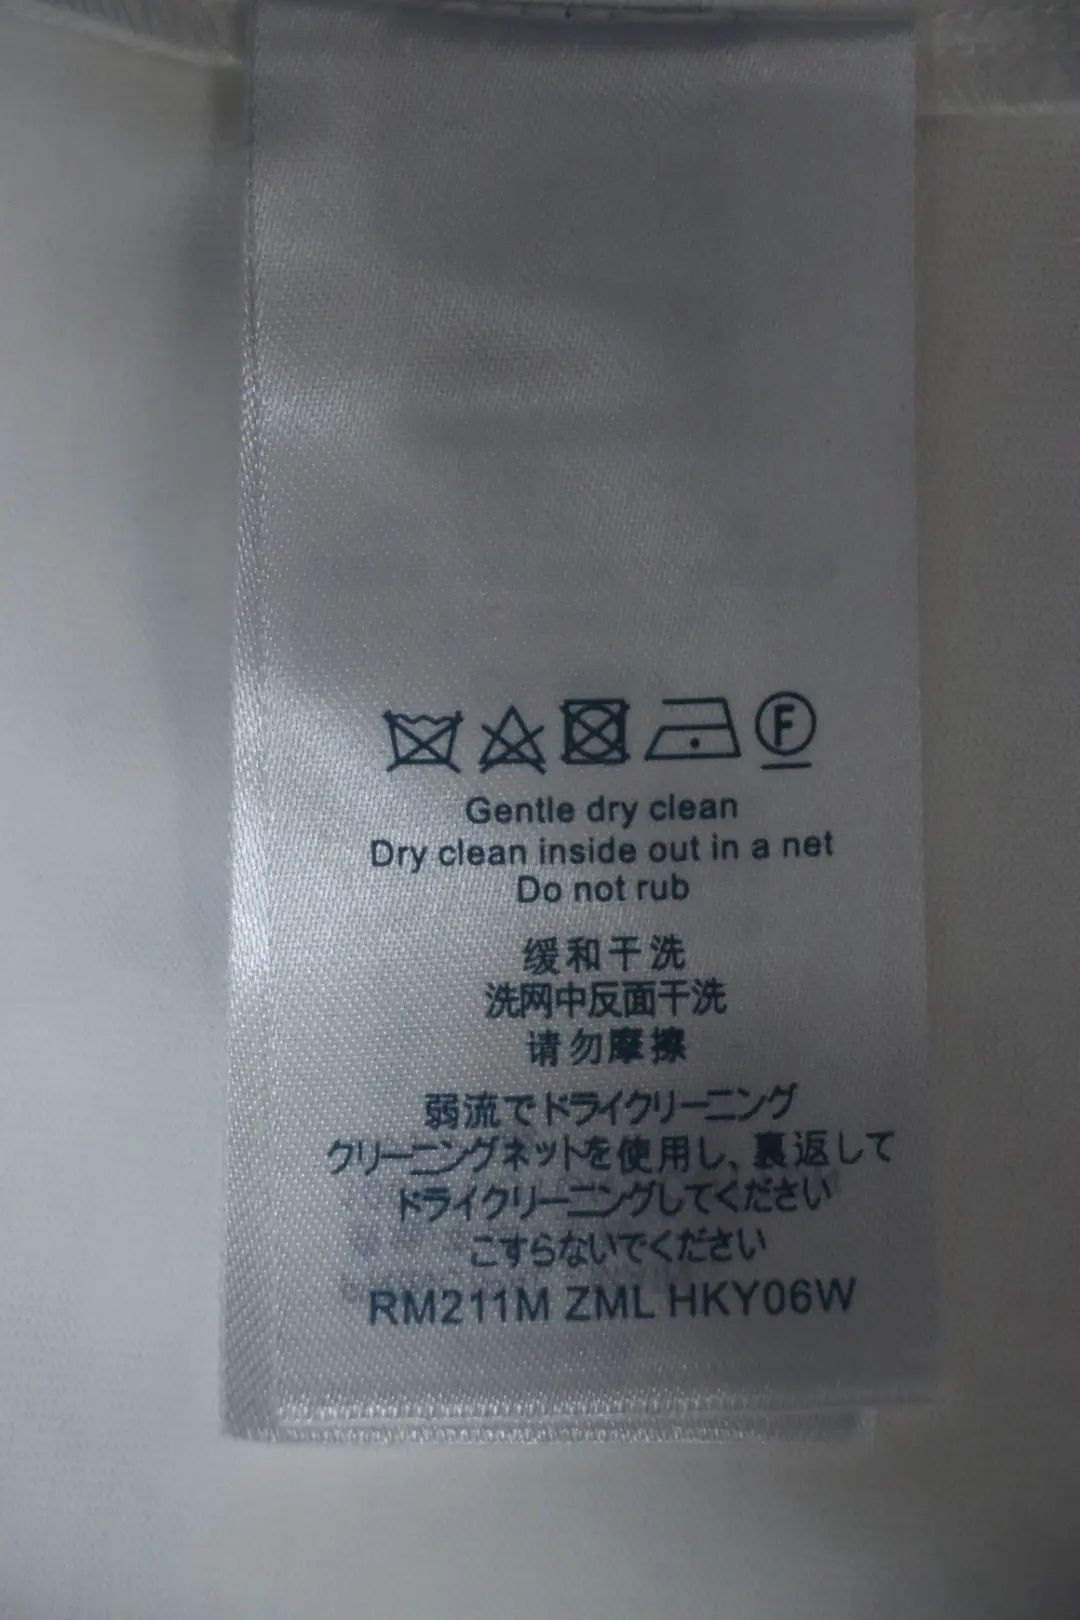 F
Gentle dry clean
Dry clean inside out in a net
Do not rub
缓和干洗
洗网中反面干洗
请勿摩擦
弱流でドライクリーニング
クリーニングネットを使用し、裏返して
ドライクリーニングしてください
こすらないでください
RM211M ZML HKY06W